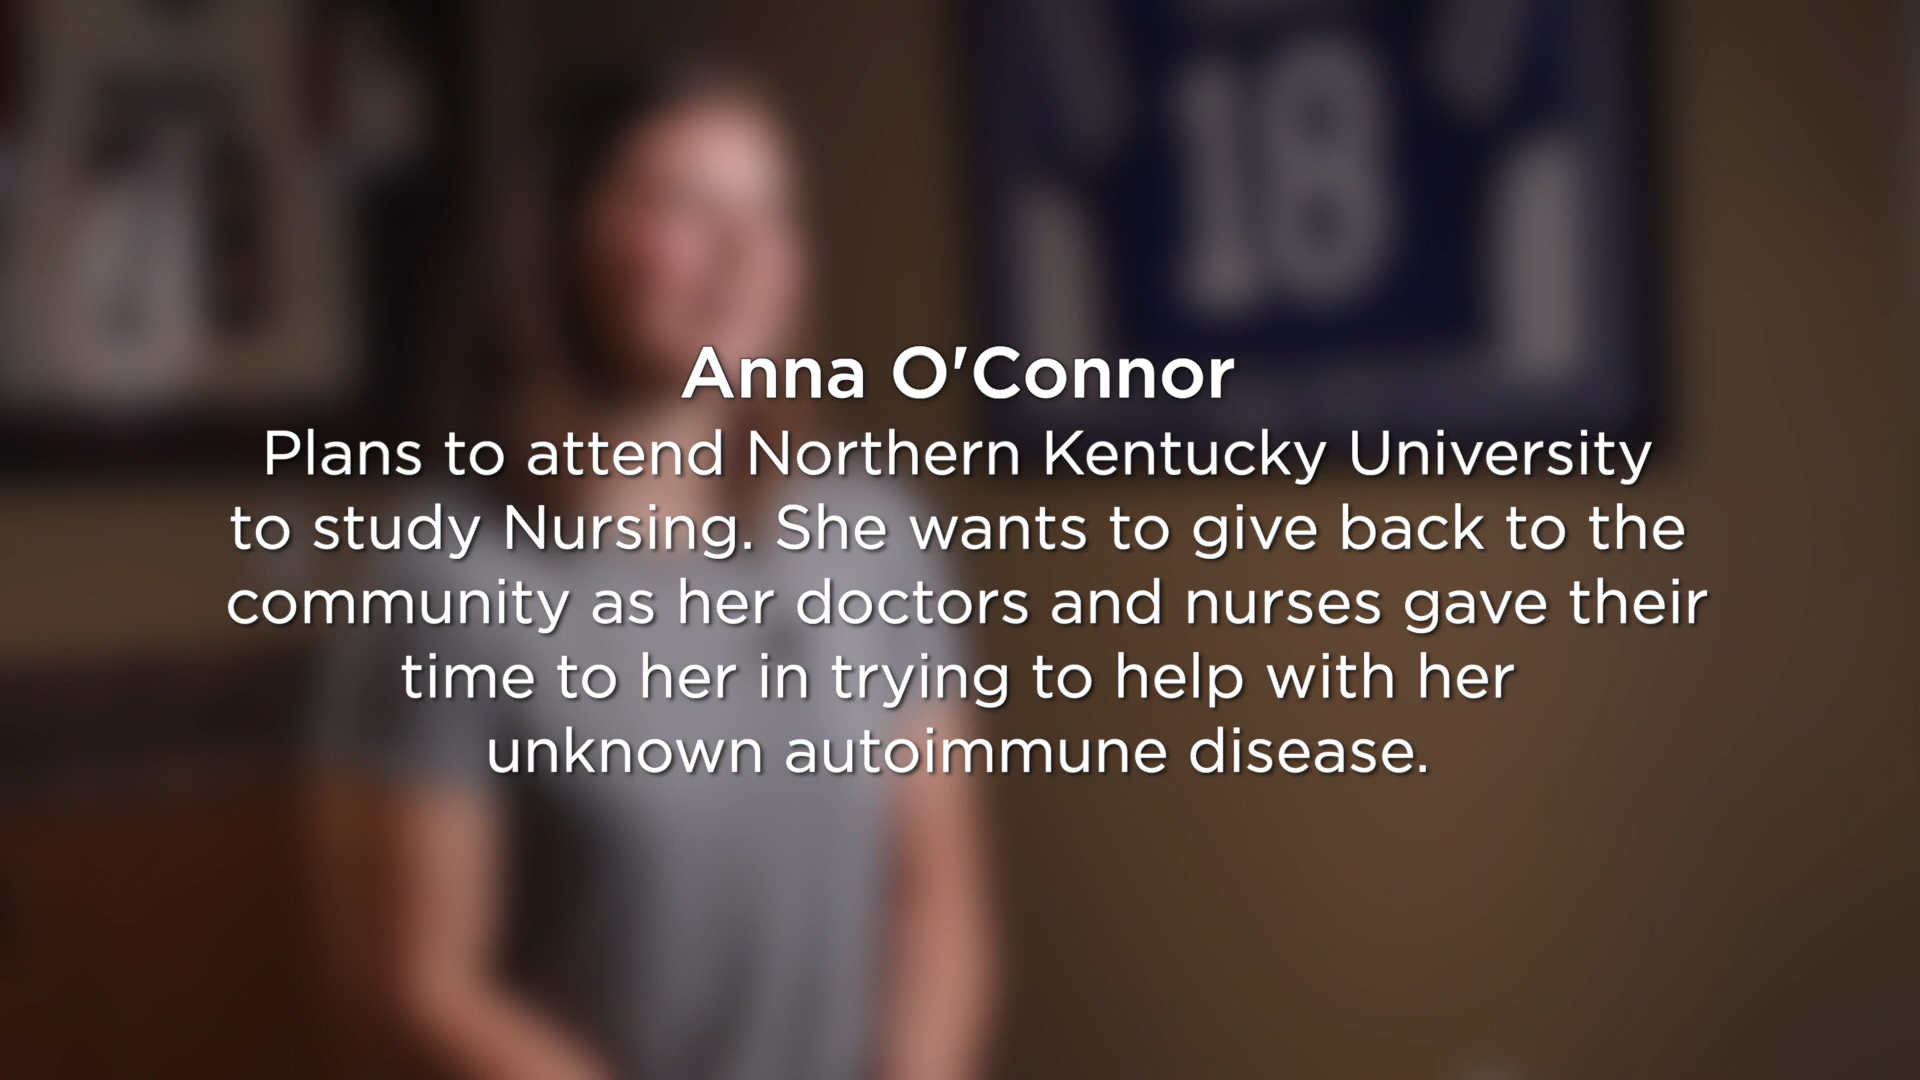 18
Anna O'Connor
Plans to attend Northern Kentucky University
to study Nursing. She wants to give back to the
community as her doctors and nurses gave their
time to her in trying to help with her
unknown autoimmune disease.